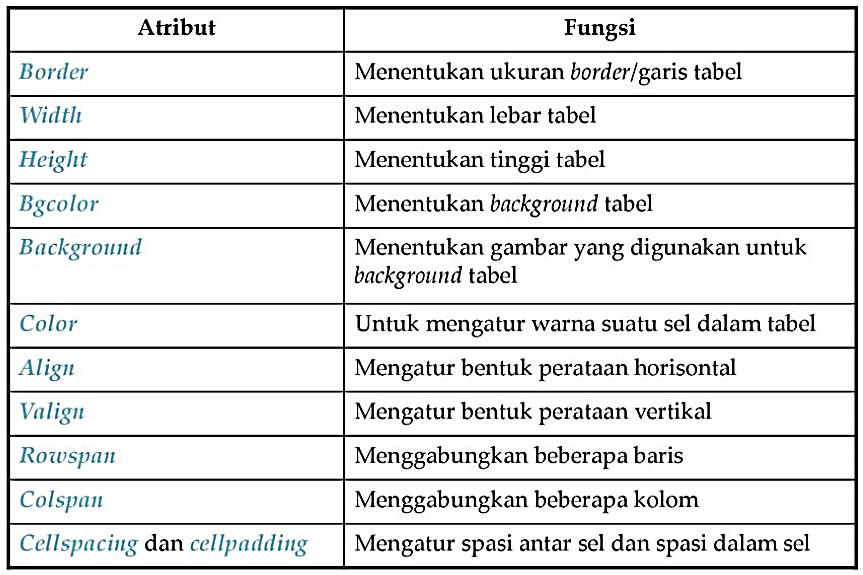 Atribut Fungsi
Border Menentukan ukuran border/garis tabel
Width Menentukan lebar tabel
Height Menentukan tinggi tabel
Bgcolor Menentukan background tabel
Background Menentukan gambar yang digunakan untuk
background tabel
Color Untuk mengatur warna suatu sel dalam tabel
Align Mengatur bentuk perataan horisontal
Valign Mengatur bentuk perataan vertikal
Rowspan Menggabungkan beberapa baris
Colspan Menggabungkan beberapa kolom
Cellspacing dan cellpadding Mengatur spasi antar sel dan spasi dalam sel